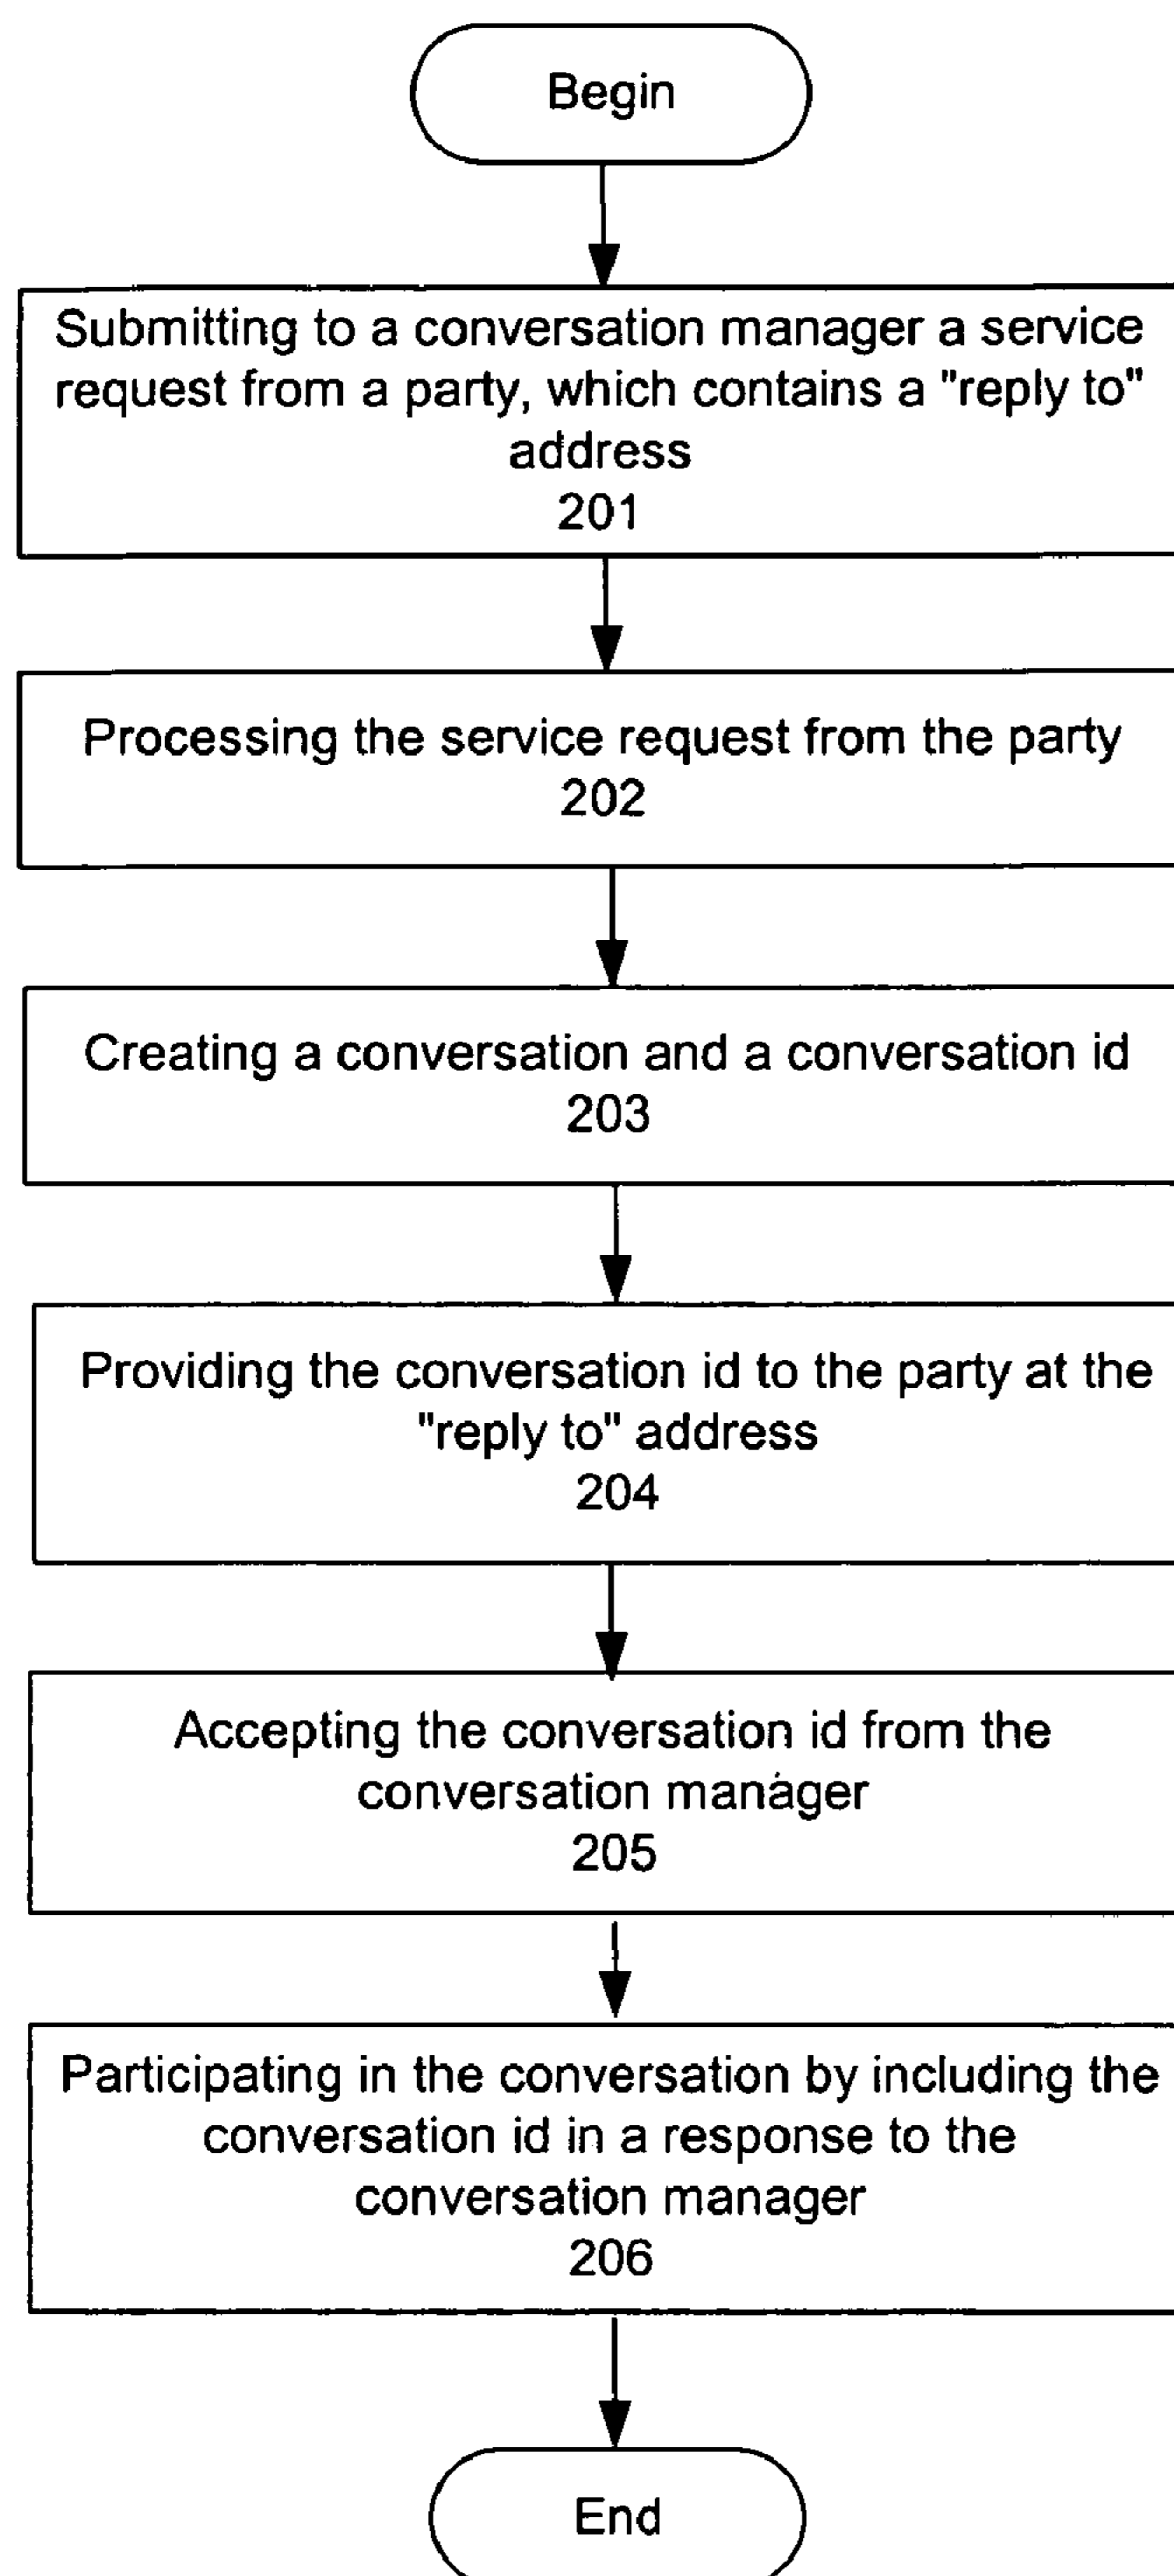 Begin
Submitting to a conversation manager a service
request from a party, which contains a "reply to"
address
201
Processing the service request from the party
202
Creating a conversation and a conversation id
203
Providing the conversation id to the party at the
"reply to" address
204
Accepting the conversation id from the
conversation manager
205
Participating in the conversation by including the
conversation id in a response to the
conversation manager
206
End